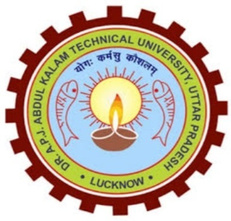 DR. A.P.J. ABDUL KALAM TECHNICAL UNIVERSITY, UTTAR PRADESH
योगः कर्मसु कौशलम्
• LUCKNOW •